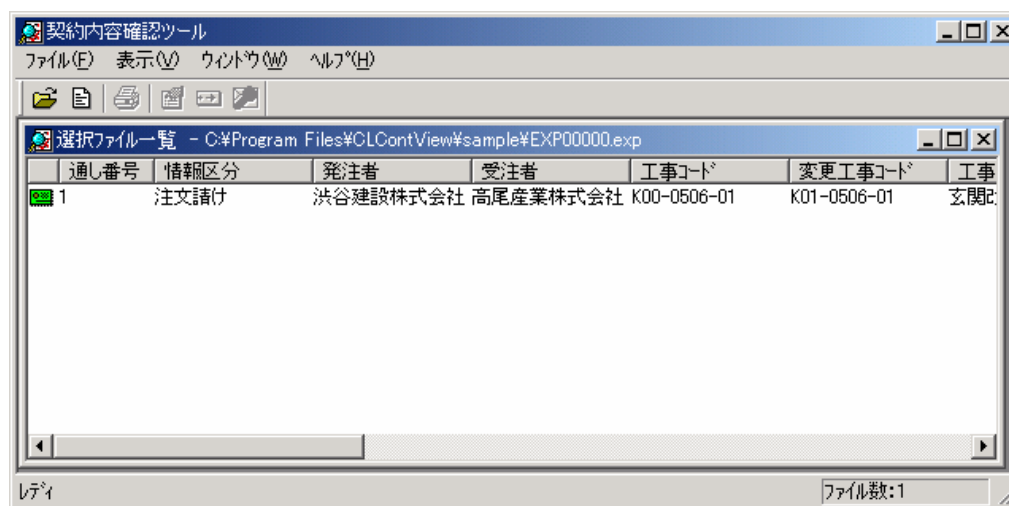 契約内容確認ツール
ファイル(F) 表示(V) ウィンドウ(W) ヘルプ(H)
選択ファイル一覧 - C:¥Program Files¥CLContView¥sample¥EXP00000.exp
通し番号 情報区分 発注者 受注者 工事コード 変更工事コード 工事
1 注文請け 渋谷建設株式会社 高尾産業株式会社 K00-0506-01 K01-0506-01 玄関
レディ ファイル数:1